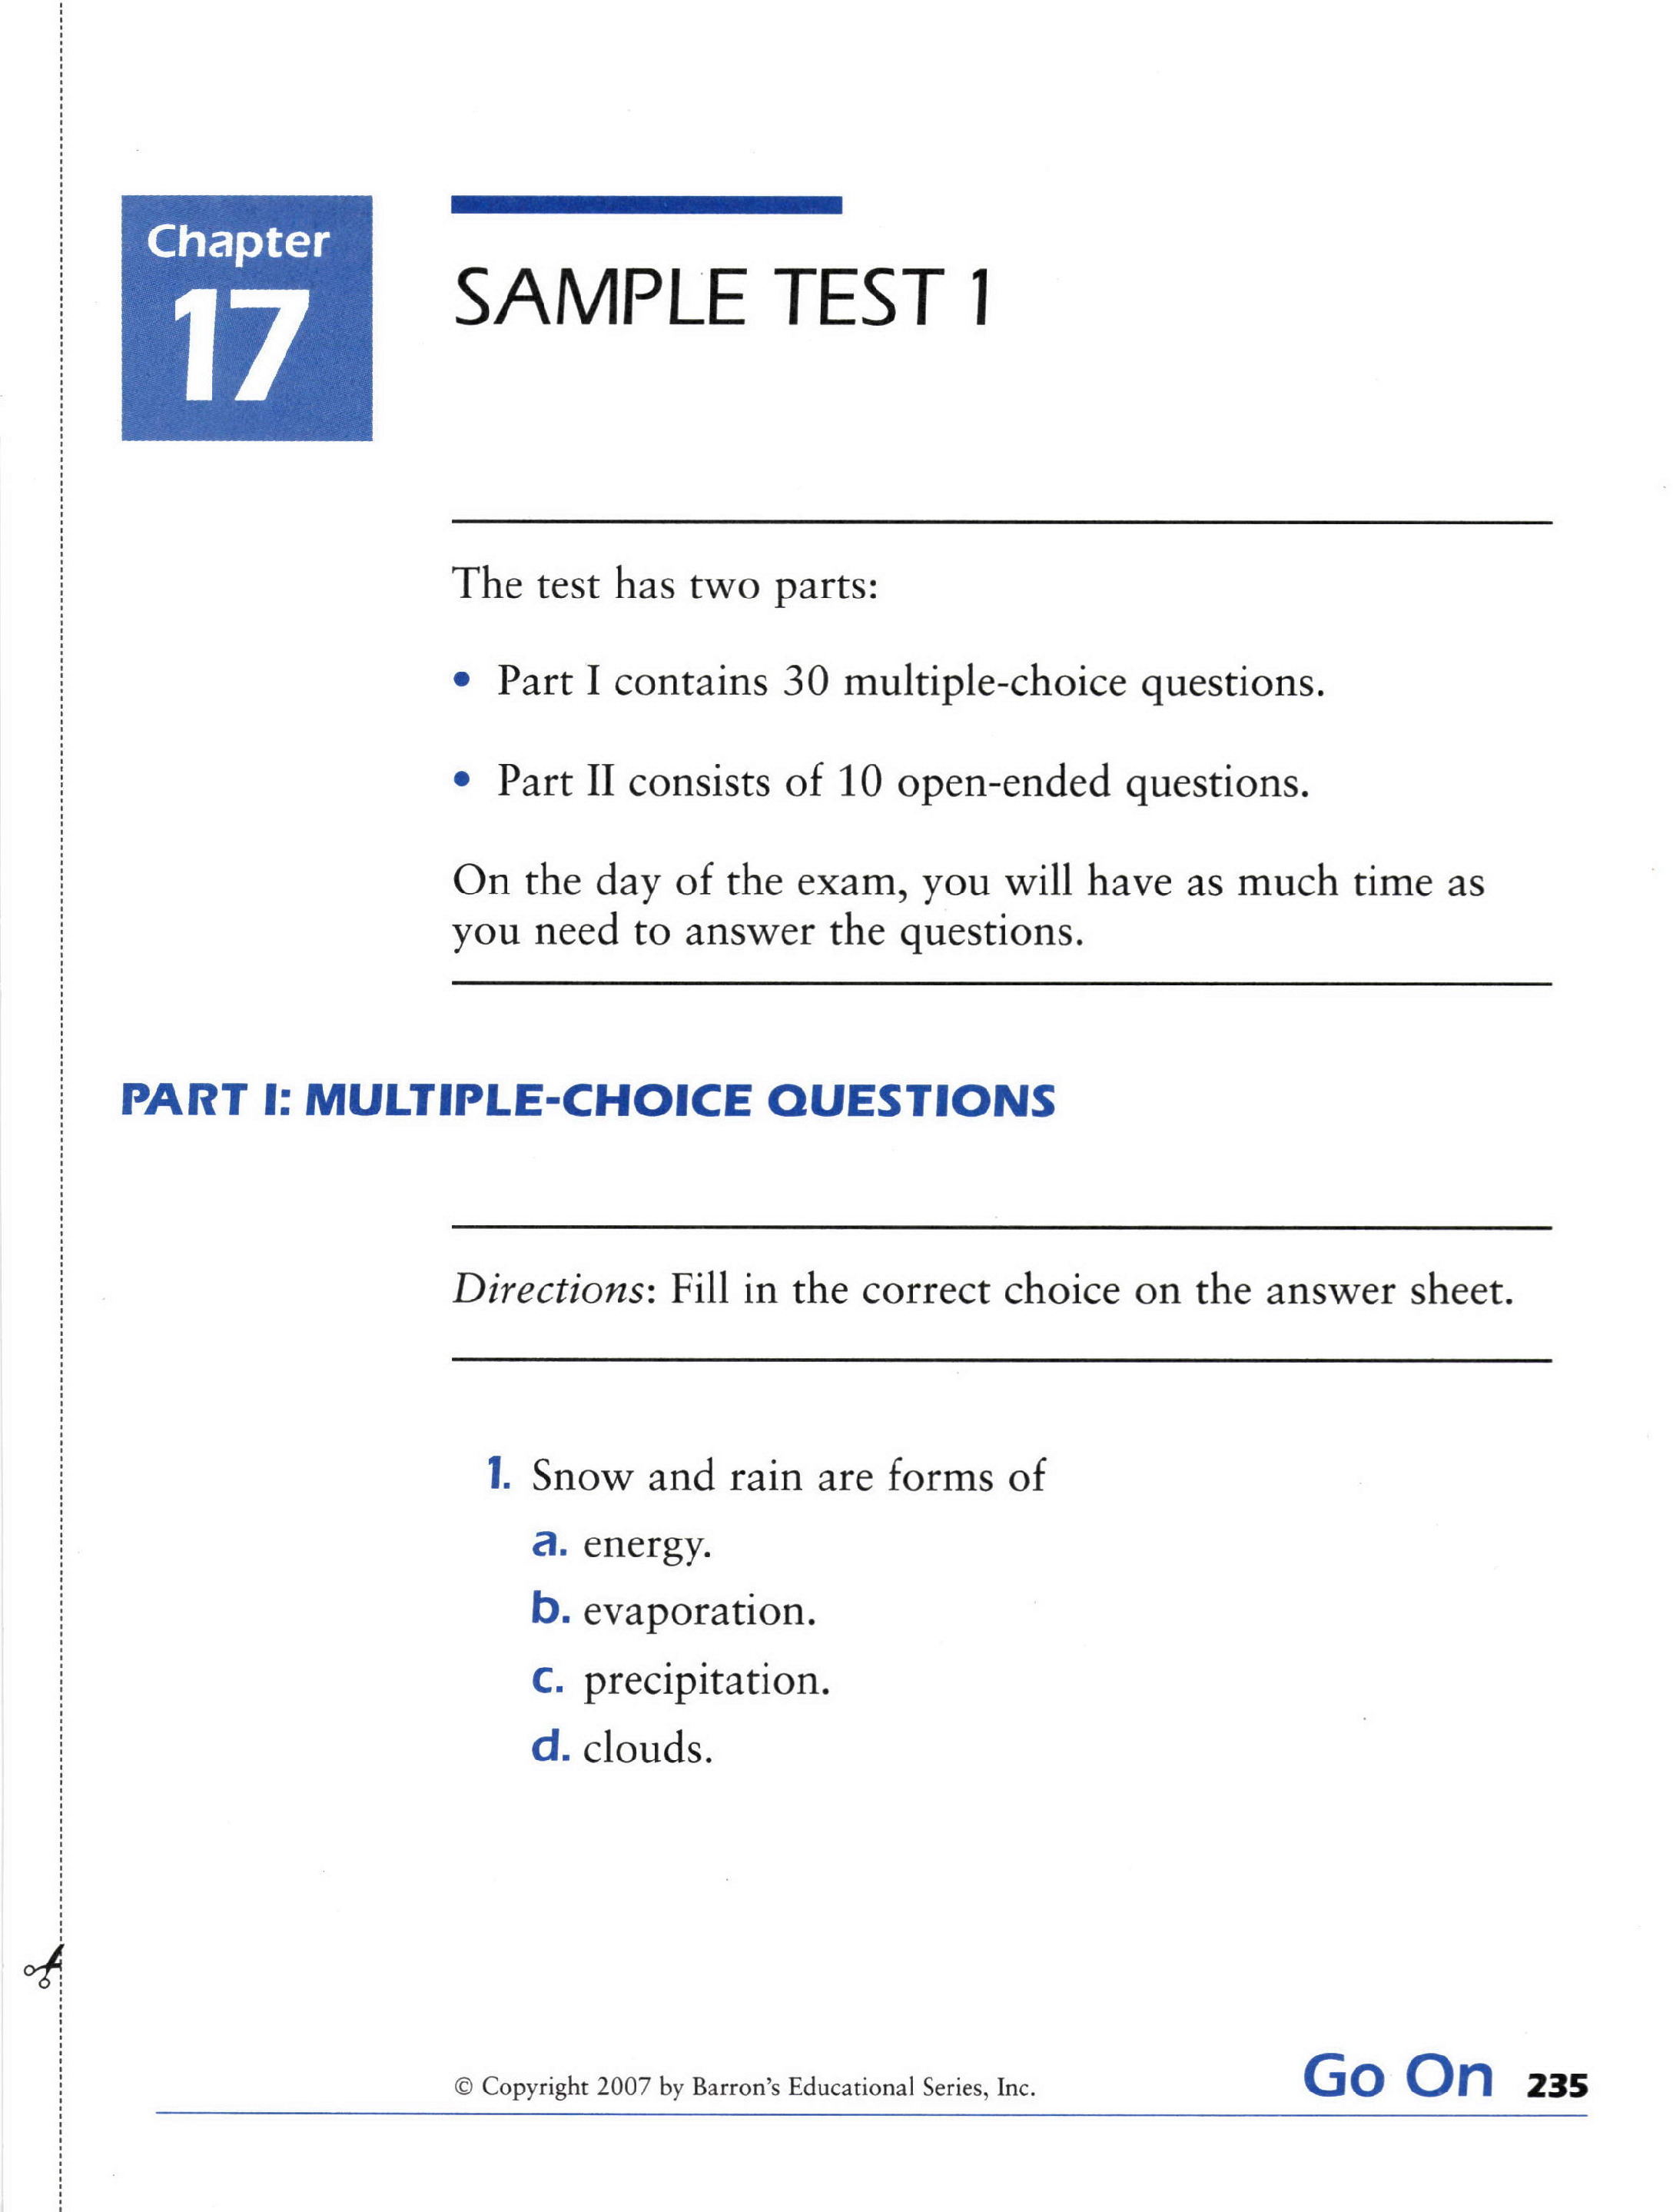 Chapter
17
SAMPLE TEST 1
The test has two parts:
• Part I contains 30 multiple-choice questions.
• Part II consists of 10 open-ended questions.
On the day of the exam, you will have as much time as
you need to answer the questions.
PART I: MULTIPLE-CHOICE QUESTIONS
Directions: Fill in the correct choice on the answer sheet.
1. Snow and rain are forms of
a. energy.
b. evaporation.
c. precipitation.
d. clouds.
© Copyright 2007 by Barron's Educational Series, Inc.
Go On 235